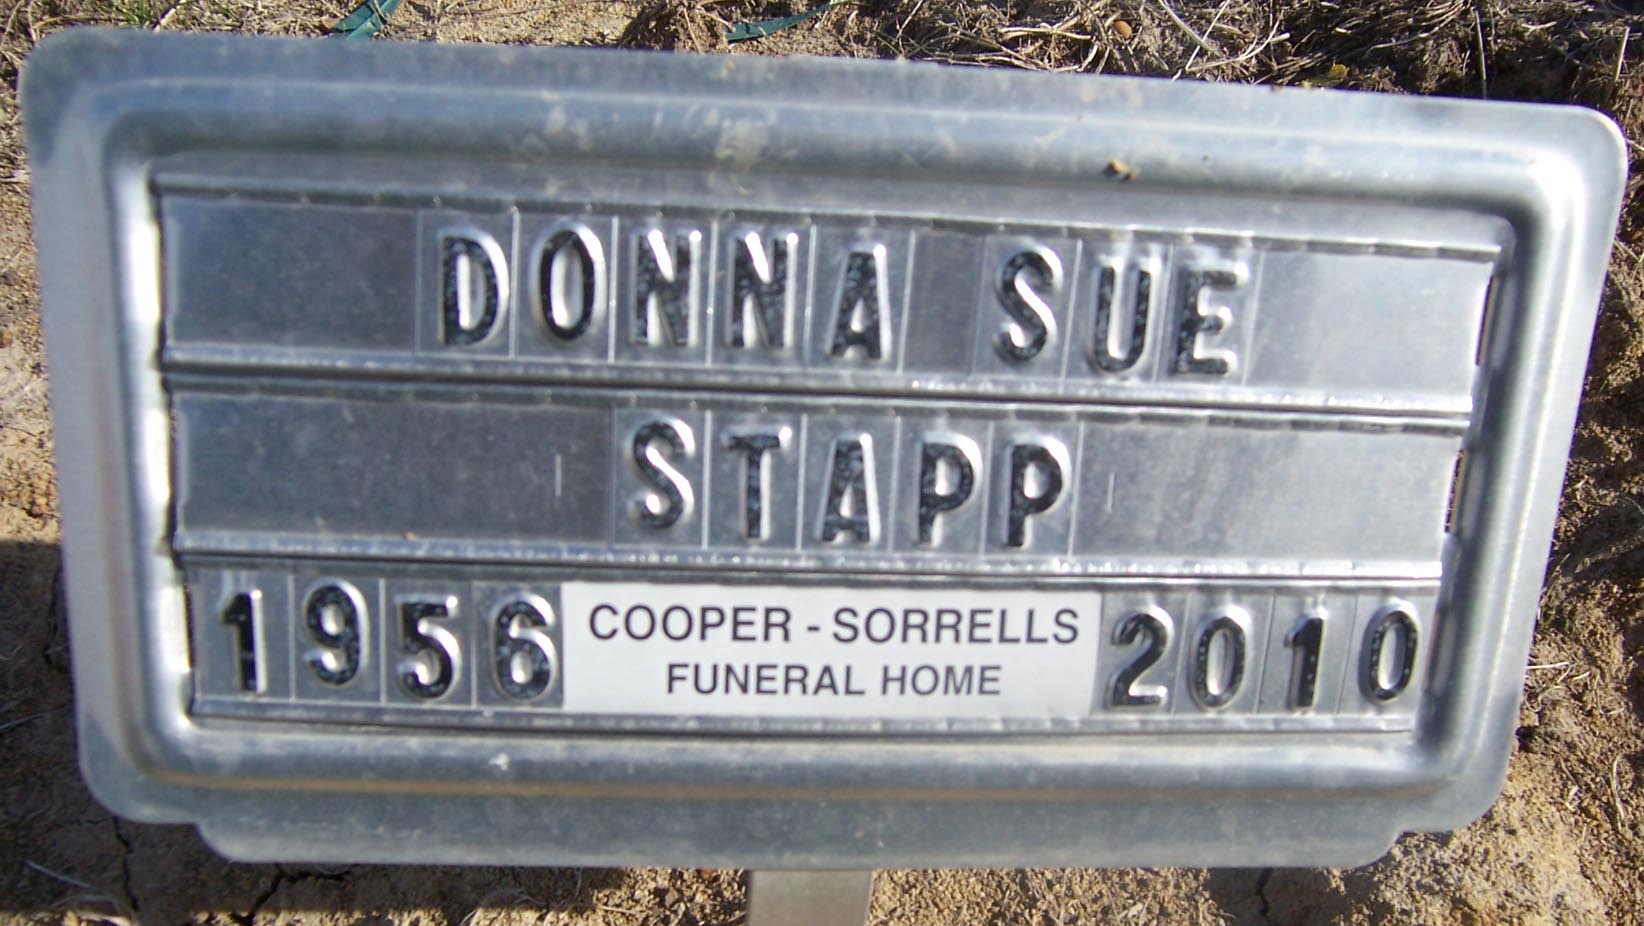 DONNA SUE
STAPP
1956 COOPER - SORRELLS 2010
FUNERAL HOME